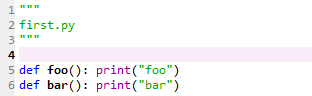 1 """
2 first.py
3 """
4
5 def foo(): print("foo")
6 def bar(): print("bar")